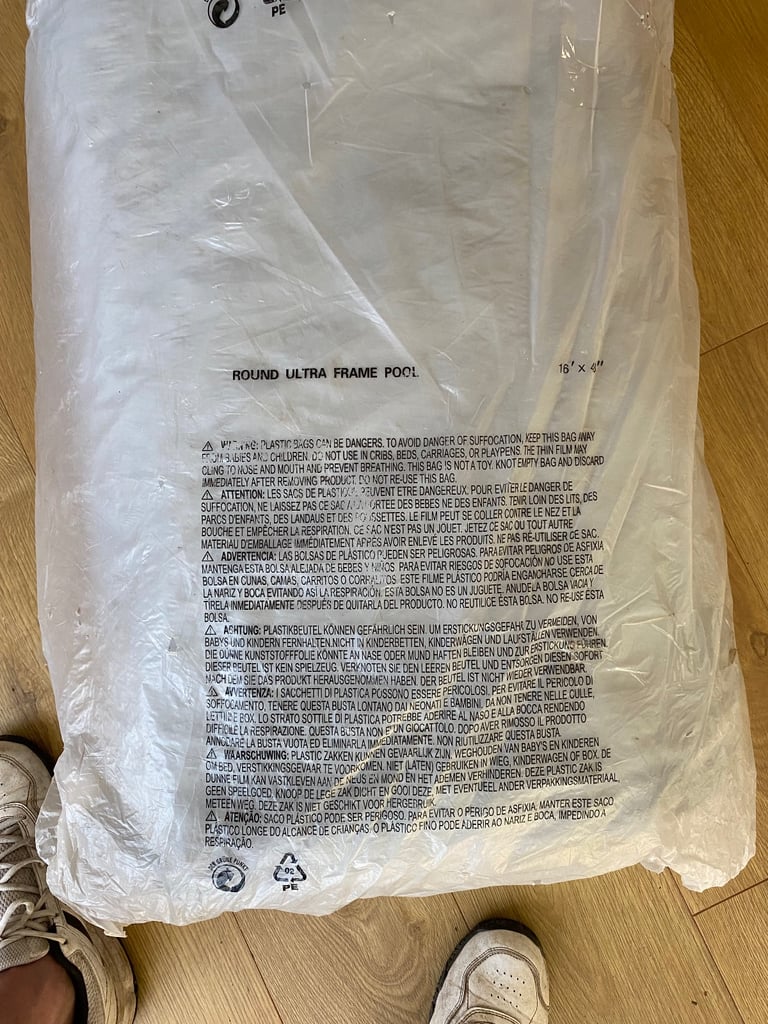 PE
ROUND ULTRA FRAME POOL
16' x
WARNING: PLASTIC BAGS CAN BE DANGERS. TO AVOID DANGER OF SUFFOCATION, KEEP THIS BAG AWAY
FROM BABIES AND CHILDREN. DO NOT USE IN CRIBS, BEDS, CARRIAGES, OR PLAYPENS. THE THIN FILM MAY
CLING TO NOSE AND MOUTH AND PREVENT BREATHING. THIS BAG IS NOT A TOY. KNOT EMPTY BAG AND DISCARD
IMMEDIATELY AFTER REMOVING PRODUCT. DO NOT RE-USE THIS BAG.
ATTENTION: LES SACS DE PLASTIQUE PEUVENT ETRE DANGEREUX. POUR EVITER LE DANGER DE
SUFFOCATION, NE LAISSEZ PAS CE SAC A PORTEE DES BEBES NE DES ENFANTS. TENIR LOIN DES LITS, DES
PARCS D'ENFANTS, DES LANDAUS ET DES POUSSETTES. LE FILM PEUT SE COLLER CONTRE LE NEZ ET LA
BOUCHE ET EMPÊCHER LA RESPIRATION. CE SAC N'EST PAS UN JOUET. JETEZ CE SAC OU TOUT AUTRE
MATERIAU D'EMBALLAGE IMMÉDIATEMENT APRES AVOIR ENLEVÉ LES PRODUITS. NE PAS RÉ-UTILISER CE SAC.
ADVERTENCIA: LAS BOLSAS DE PLÁSTICO PUEDEN SER PELIGROSAS. PARA EVITAR PELIGROS DE ASFIXIA
MANTENGA ESTA BOLSA ALEJADA DE BEBES Y NIÑOS. PARA EVITAR RIESGOS DE SOFOCACIÓN NO USE ESTA
BOLSA EN CUNAS, CAMAS, CARRITOS O CORRALITOS. ESTE FILME PLÁSTICO PODRÍA ENGANCHARSE CERCA DE
LA NARIZ Y BOCA EVITANDO ASÍ LA RESPIRACIÓN. ESTA BOLSA NO ES UN JUGUETE. ANUDELA BOLSA VACIA Y
TÍRELA INMEDIATAMENTE DESPUÉS DE QUITARLA DEL PRODUCTO. NO REUTILICE ÉSTA BOLSA. NO RE-USE ÉSTA
BOLSA.
ACHTUNG: PLASTIKBEUTEL KÖNNEN GEFÄHRLICH SEIN. UM ERSTICKUNGSGEFAHR ZU VERMEIDEN, VON
BABYS UND KINDERN FERNHALTEN.NICHT IN KINDERBETTEN, KINDERWÄGEN UND LAUFSTÄLLEN VERWENDEN.
DIE DÜNNE KUNSTSTOFFFOLIE KÖNNTE AN NASE ODER MUND HAFTEN BLEIBEN UND ZUR ERSTICKUNG FÜHREN.
DIESER BEUTEL IST KEIN SPIELZEUG. VERKNOTEN SIE DEN LEEREN BEUTEL UND ENTSORGEN DIESEN SOFORT
NACH DEM SIE DAS PRODUKT HERAUSGENOMMEN HABEN. DER BEUTEL IST NICHT WIEDER VERWENDBAR.
AVVERTENZA: I SACCHETTI DI PLASTICA POSSONO ESSERE PERICOLOSI. PER EVITARE IL PERICOLO DI
SOFFOCAMENTO, TENERE QUESTA BUSTA LONTANO DAI NEONATI E BAMBINI. DA NON TENERE NELLE CULLE,
LETTINI E BOX. LO STRATO SOTTILE DI PLASTICA POTREBBE ADERIRE AL NASO E ALLA BOCCA RENDENDO
DIFFICILE LA RESPIRAZIONE. QUESTA BUSTA NON E' UN GIOCATTOLO. DOPO AVER RIMOSSO IL PRODOTTO
ANNODARE LA BUSTA VUOTA ED ELIMINARLA IMMEDIATAMENTE. NON RIUTILIZZARE QUESTA BUSTA.
WAARSCHUWING: PLASTIC ZAKKEN KUNNEN GEVAARLIJK ZIJN. WEGHOUDEN VAN BABY'S EN KINDEREN
OM BED, VERSTIKKINGSGEVAAR TE VOORKOMEN. NIET (LATEN) GEBRUIKEN IN WIEG, KINDERWAGEN OF BOX. DE
DUNNE FILM KAN VASTKLEVEN AAN DE NEUS EN MOND EN HET ADEMEN VERHINDEREN. DEZE PLASTIC ZAK IS
GEEN SPEELGOED. KNOOP DE LEGE ZAK DICHT EN GOOI DEZE, MET EVENTUEEL ANDER VERPAKKINGSMATERIAAL,
METEEN WEG. DEZE ZAK IS NIET GESCHIKT VOOR HERGEBRUIK.
ATENÇÃO: SACO PLÁSTICO PODE SER PERIGOSO. PARA EVITAR O PERIGO DE ASFIXIA, MANTER ESTE SACO
PLÁSTICO LONGE DO ALCANCE DE CRIANÇAS. O PLÁSTICO FINO PODE ADERIR AO NARIZ E BOCA, IMPEDINDO A
RESPIRAÇÃO.
DER GRÜNE PUNKT
02
PE